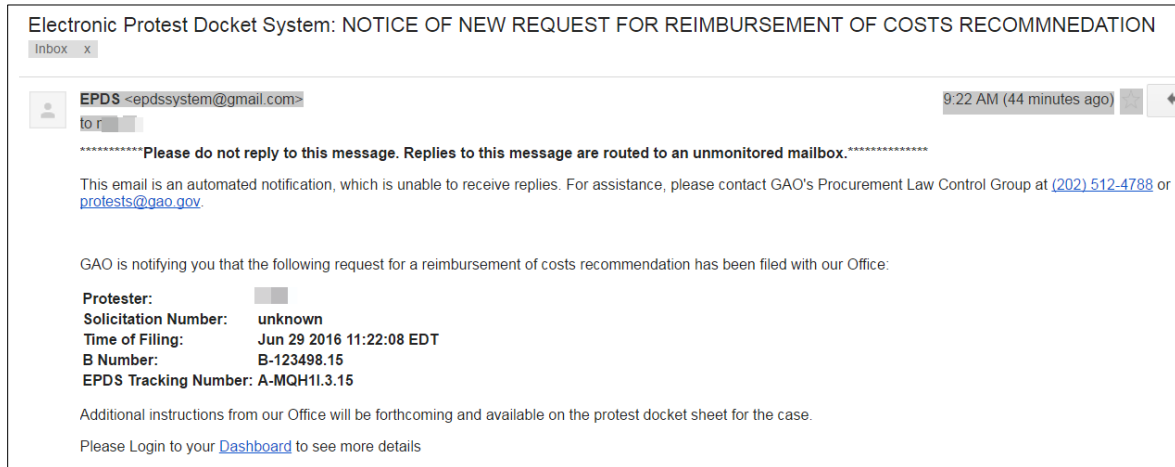 Electronic Protest Docket System: NOTICE OF NEW REQUEST FOR REIMBURSEMENT OF COSTS RECOMMNEDATION
Inbox x
EPDS <epdssystem@gmail.com>
9:22 AM (44 minutes ago)
to r
***********Please do not reply to this message. Replies to this message are routed to an unmonitored mailbox.**************
This email is an automated notification, which is unable to receive replies. For assistance, please contact GAO's Procurement Law Control Group at (202) 512-4788 or
protests@gao.gov.
GAO is notifying you that the following request for a reimbursement of costs recommendation has been filed with our Office:
Protester:
Solicitation Number: unknown
Time of Filing: Jun 29 2016 11:22:08 EDT
B Number: B-123498.15
EPDS Tracking Number: A-MQH1I.3.15
Additional instructions from our Office will be forthcoming and available on the protest docket sheet for the case.
Please Login to your Dashboard to see more details